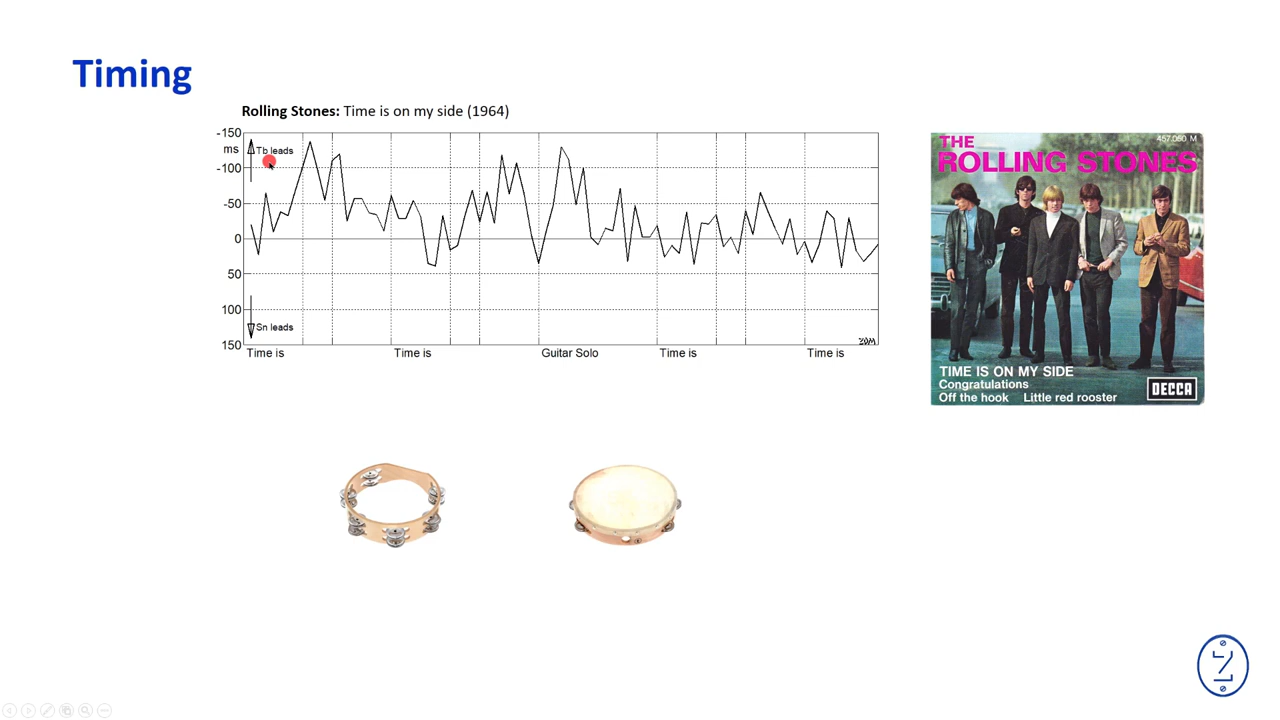 Timing
Rolling Stones: Time is on my side (1964)
-150
ms
-100
-50
0
50
100
150
Tb leads
Sn leads
Time is
Time is
Guitar Solo
Time is
Time is
THE
ROLLING STONES
457.060 M
TIME IS ON MY SIDE
Congratulations
Off the hook Little red rooster
DECCA